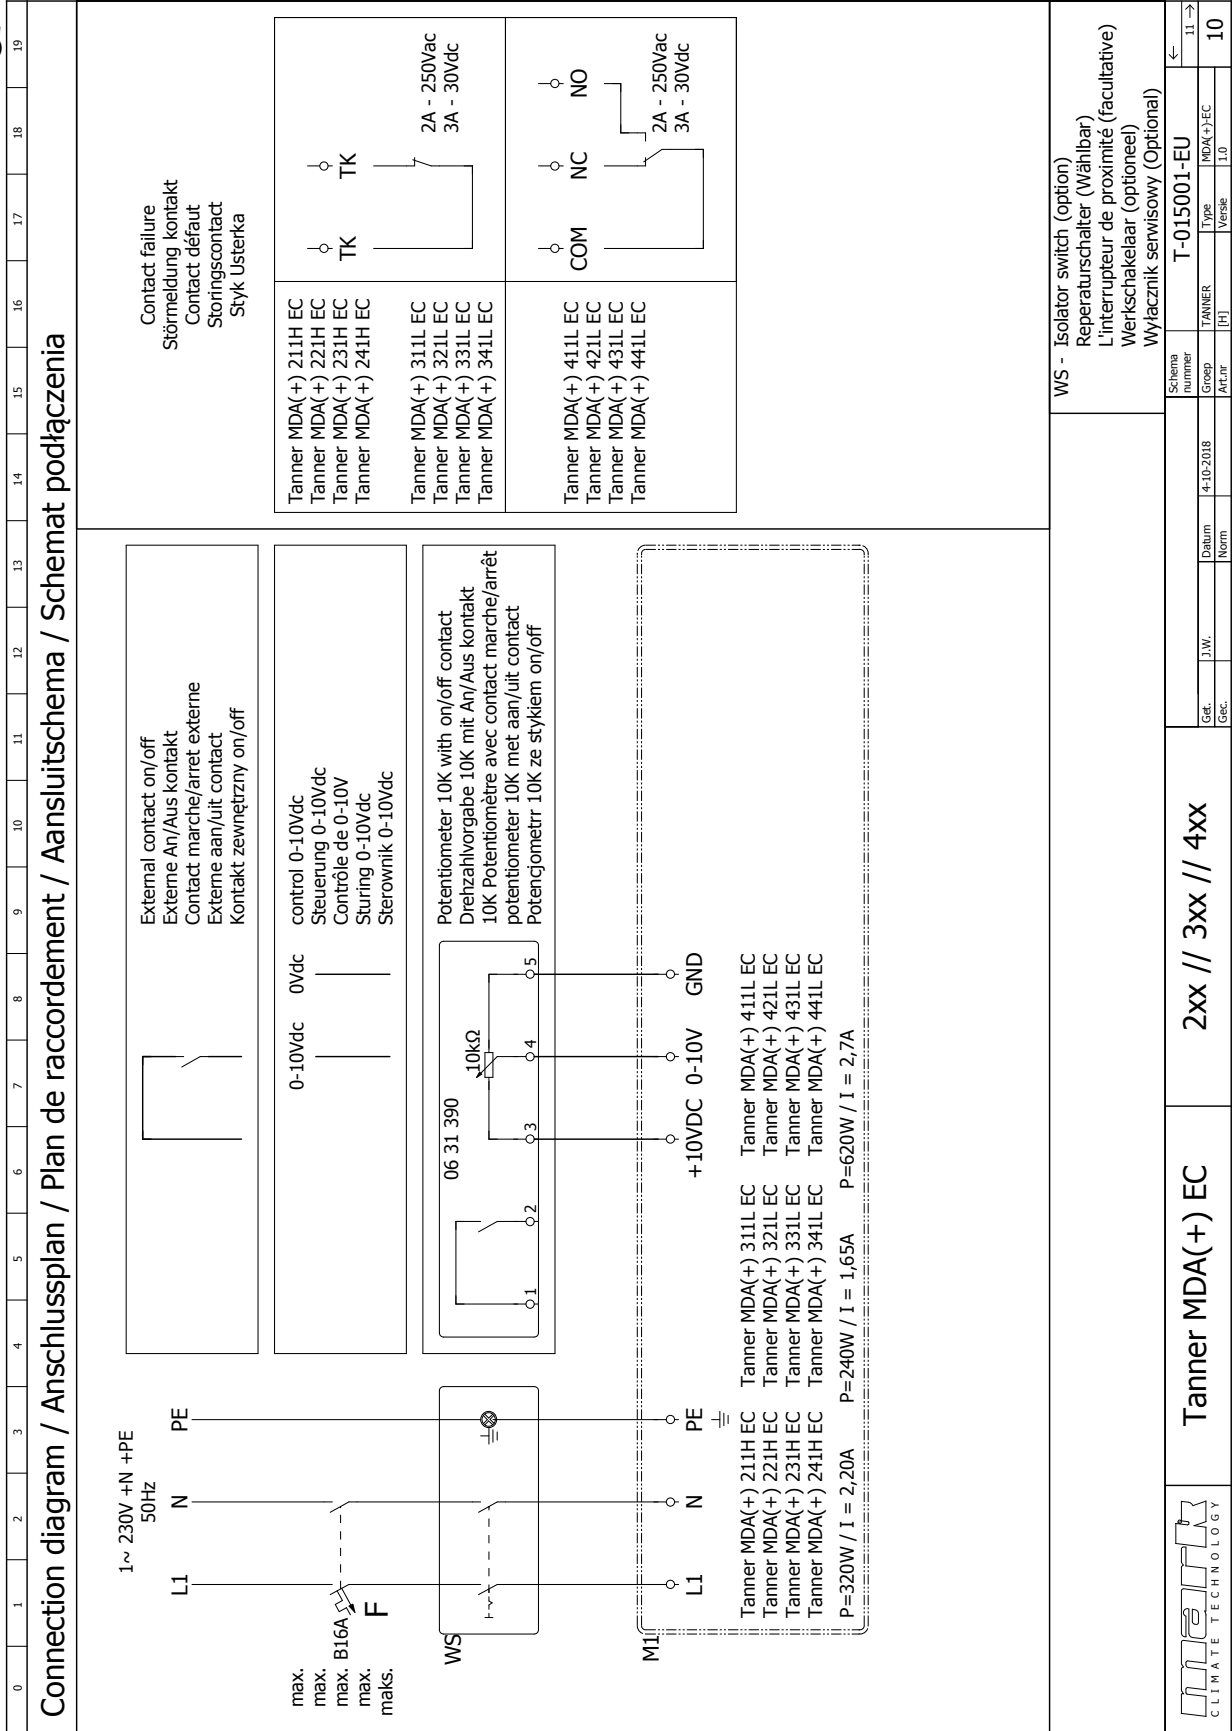 0 1 2 3 4 5 6 7 8 9 10 11 12 13 14 15 16 17 18 19
Connection diagram / Anschlussplan / Plan de raccordement / Aansluitschema / Schemat podłączenia
1~ 230V +N +PE
50Hz
L1 N PE
max.
max.
max. B16A
max.
maks.
F
WS
External contact on/off
Externe An/Aus kontakt
Contact marche/arret externe
Externe aan/uit contact
Kontakt zewnętrzny on/off
0-10Vdc 0Vdc
control 0-10Vdc
Steuerung 0-10Vdc
Contrôle de 0-10V
Sturing 0-10Vdc
Sterownik 0-10Vdc
06 31 390
10kΩ
1 2 3 4 5
Potentiometer 10K with on/off contact
Drehzahlvorgabe 10K mit An/Aus kontakt
10K Potentiomètre avec contact marche/arrêt
potentiometer 10K met aan/uit contact
Potencjometrr 10K ze stykiem on/off
M1
L1 N PE +10VDC 0-10V GND
Tanner MDA(+) 211H EC Tanner MDA(+) 311L EC Tanner MDA(+) 411L EC
Tanner MDA(+) 221H EC Tanner MDA(+) 321L EC Tanner MDA(+) 421L EC
Tanner MDA(+) 231H EC Tanner MDA(+) 331L EC Tanner MDA(+) 431L EC
Tanner MDA(+) 241H EC Tanner MDA(+) 341L EC Tanner MDA(+) 441L EC
P=320W / I = 2,20A P=240W / I = 1,65A P=620W / I = 2,7A
Contact failure
Störmeldung kontakt
Contact défaut
Storingscontact
Styk Usterka
Tanner MDA(+) 211H EC
Tanner MDA(+) 221H EC
Tanner MDA(+) 231H EC
Tanner MDA(+) 241H EC
Tanner MDA(+) 311L EC
Tanner MDA(+) 321L EC
Tanner MDA(+) 331L EC
Tanner MDA(+) 341L EC
TK TK
2A - 250Vac
3A - 30Vdc
Tanner MDA(+) 411L EC
Tanner MDA(+) 421L EC
Tanner MDA(+) 431L EC
Tanner MDA(+) 441L EC
COM NC NO
2A - 250Vac
3A - 30Vdc
WS - Isolator switch (option)
Reperaturschalter (Wählbar)
L'interrupteur de proximité (facultative)
Werkschakelaar (optioneel)
Wyłacznik serwisowy (Optional)
mark
CLIMATE TECHNOLOGY
Tanner MDA(+) EC
2xx // 3xx // 4xx
Get. J.W. Datum 4-10-2018
Gec. Norm
Schema
nummer
T-015001-EU
Groep TANNER Type MDA(+)-EC
Art.nr [H] Versie 1.0
←
11 →
10